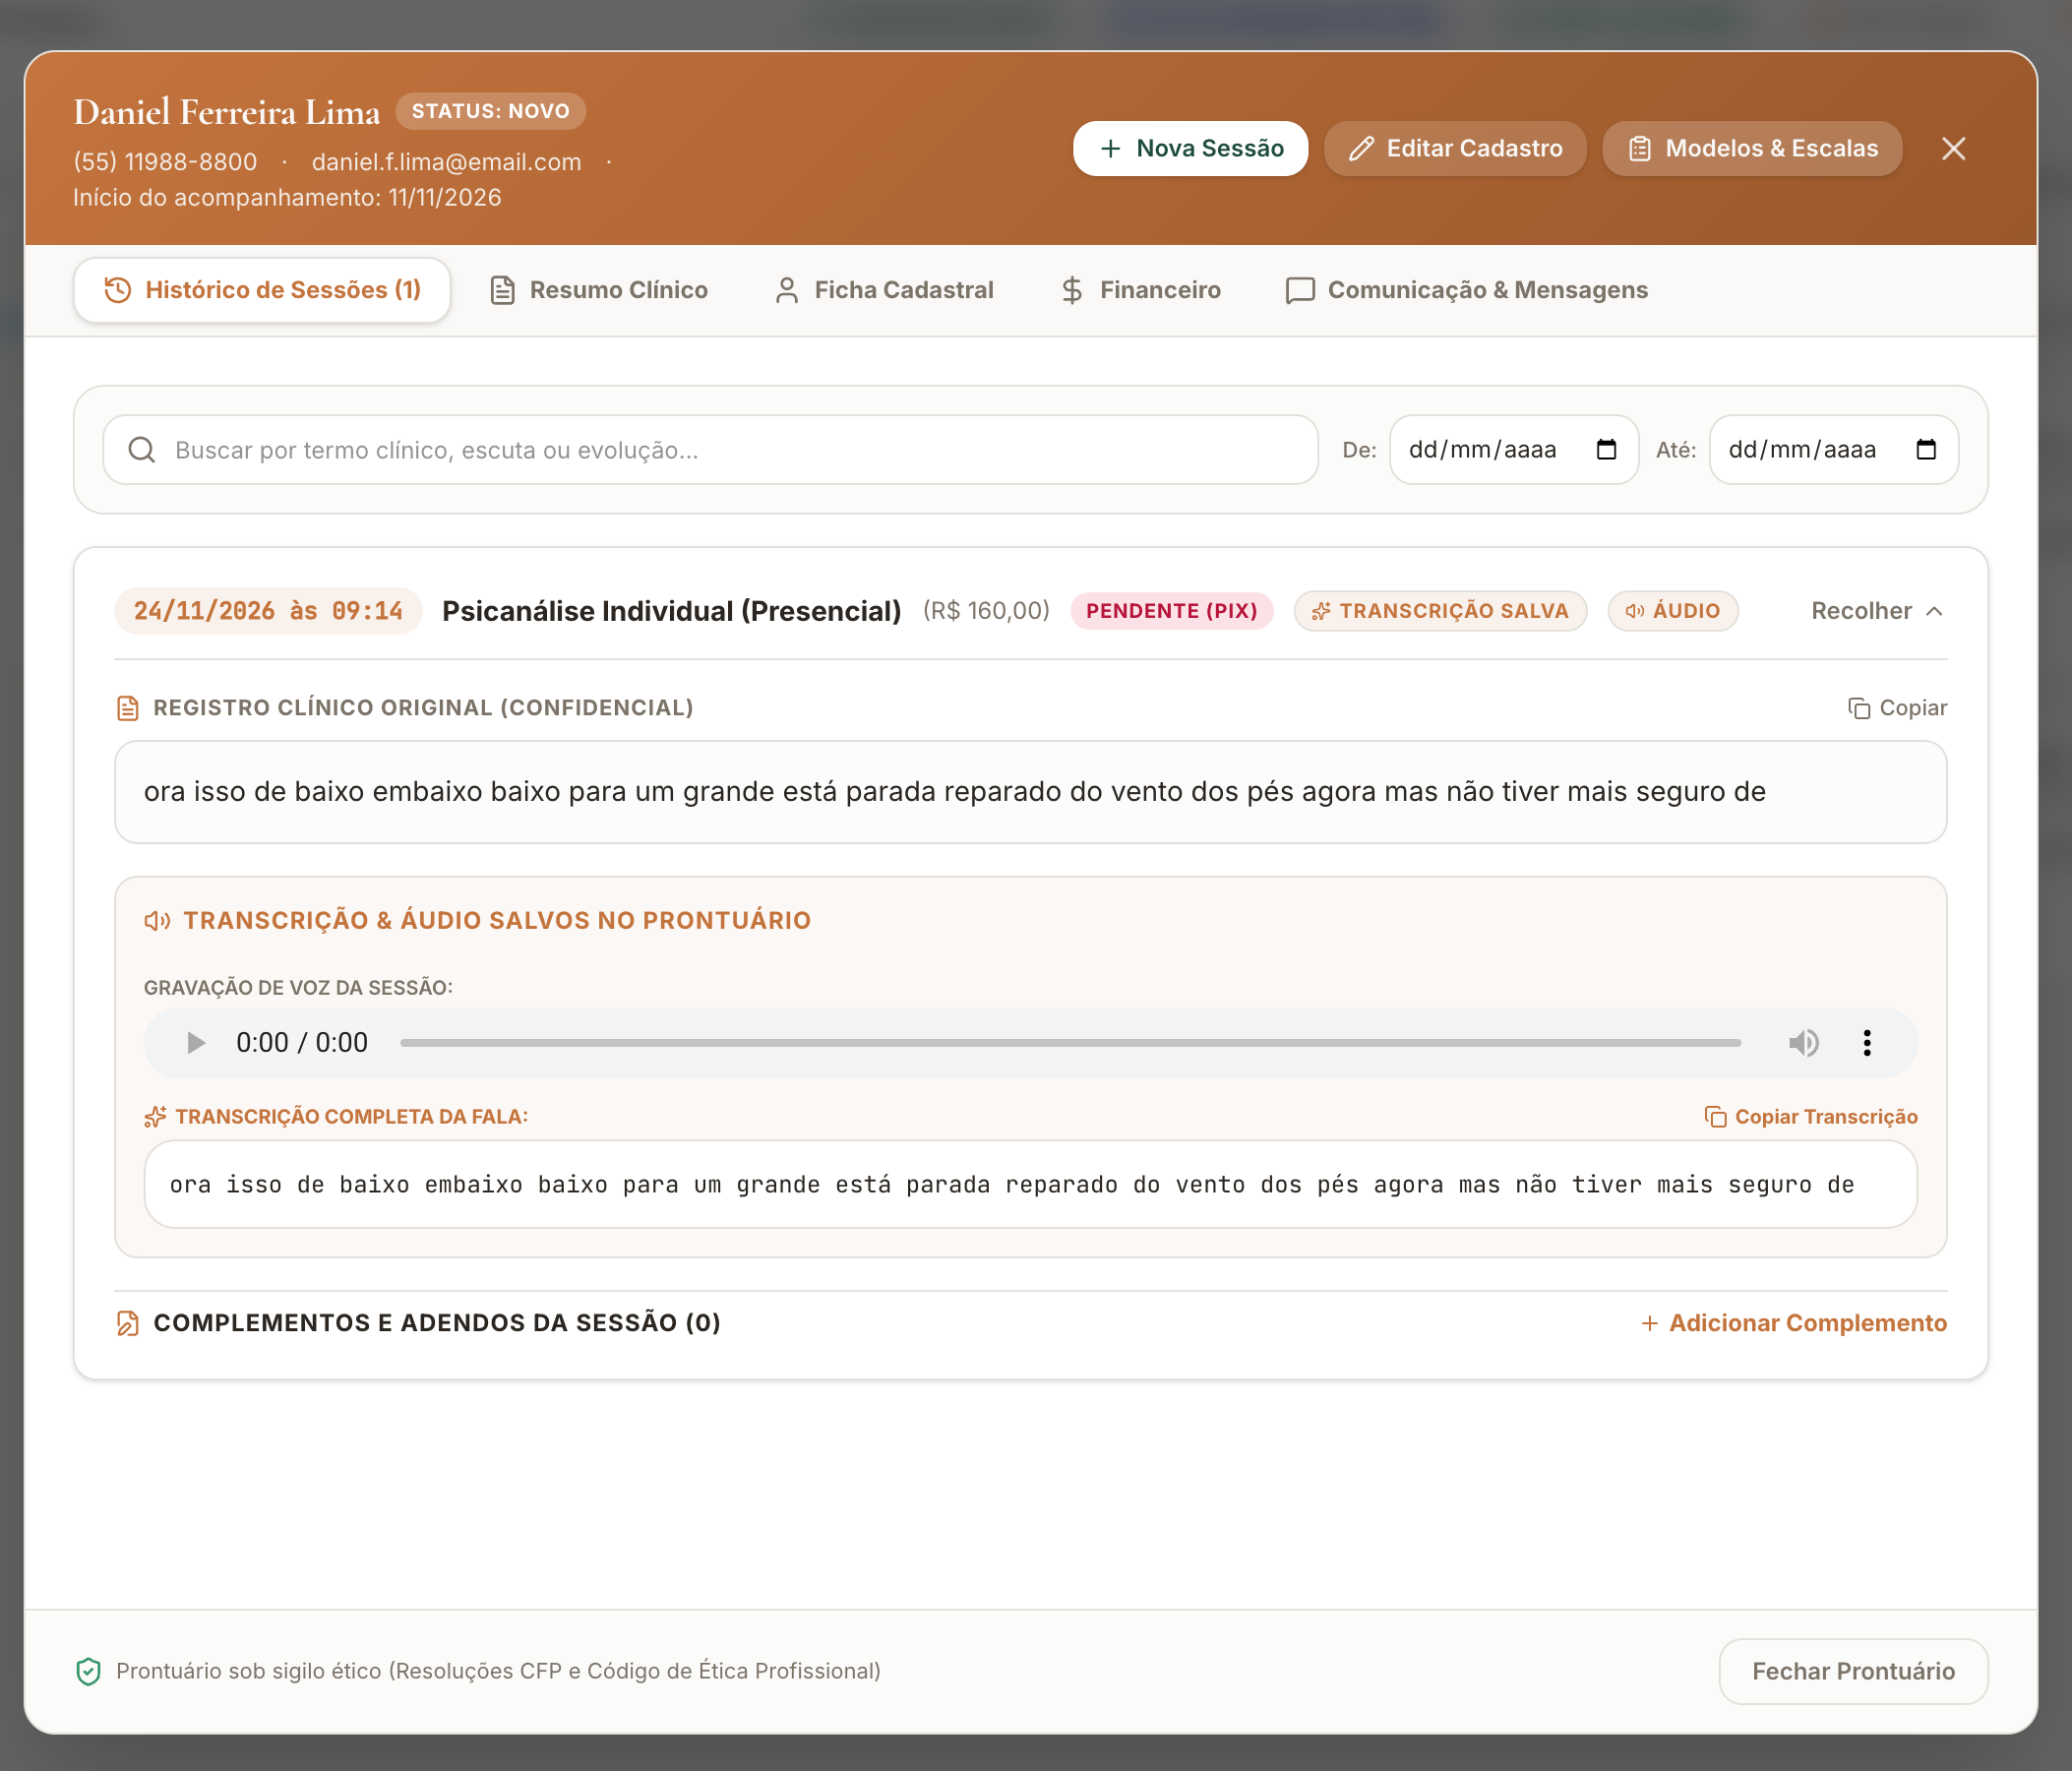 Daniel Ferreira Lima STATUS: NOVO
(55) 11988-8800 · daniel.f.lima@email.com ·
Início do acompanhamento: 11/11/2026
Nova Sessão
Editar Cadastro
Modelos & Escalas
Histórico de Sessões (1)
Resumo Clínico
Ficha Cadastral
Financeiro
Comunicação & Mensagens
Buscar por termo clínico, escuta ou evolução...
De: dd/mm/aaaa
Até: dd/mm/aaaa
24/11/2026 às 09:14 Psicanálise Individual (Presencial) (R$ 160,00) PENDENTE (PIX) TRANSCRIÇÃO SALVA ÁUDIO Recolher
REGISTRO CLÍNICO ORIGINAL (CONFIDENCIAL) Copiar
ora isso de baixo embaixo baixo para um grande está parada reparado do vento dos pés agora mas não tiver mais seguro de
TRANSCRIÇÃO & ÁUDIO SALVOS NO PRONTUÁRIO
GRAVAÇÃO DE VOZ DA SESSÃO:
0:00 / 0:00
TRANSCRIÇÃO COMPLETA DA FALA: Copiar Transcrição
ora isso de baixo embaixo baixo para um grande está parada reparado do vento dos pés agora mas não tiver mais seguro de
COMPLEMENTOS E ADENDOS DA SESSÃO (0) + Adicionar Complemento
Prontuário sob sigilo ético (Resoluções CFP e Código de Ética Profissional)
Fechar Prontuário